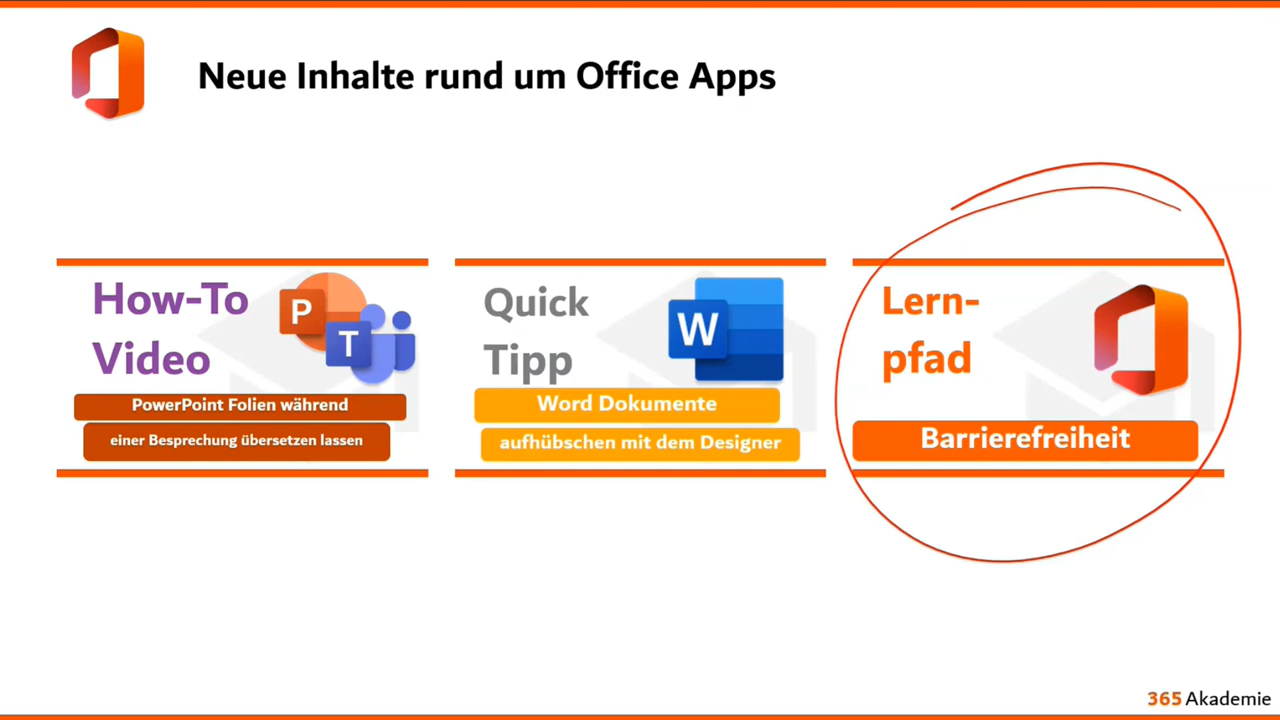 Neue Inhalte rund um Office Apps
How-To
Video
P
T
PowerPoint Folien während
einer Besprechung übersetzen lassen
Quick
Tipp
W
Word Dokumente
aufhübschen mit dem Designer
Lern-
pfad
Barrierefreiheit
365 Akademie